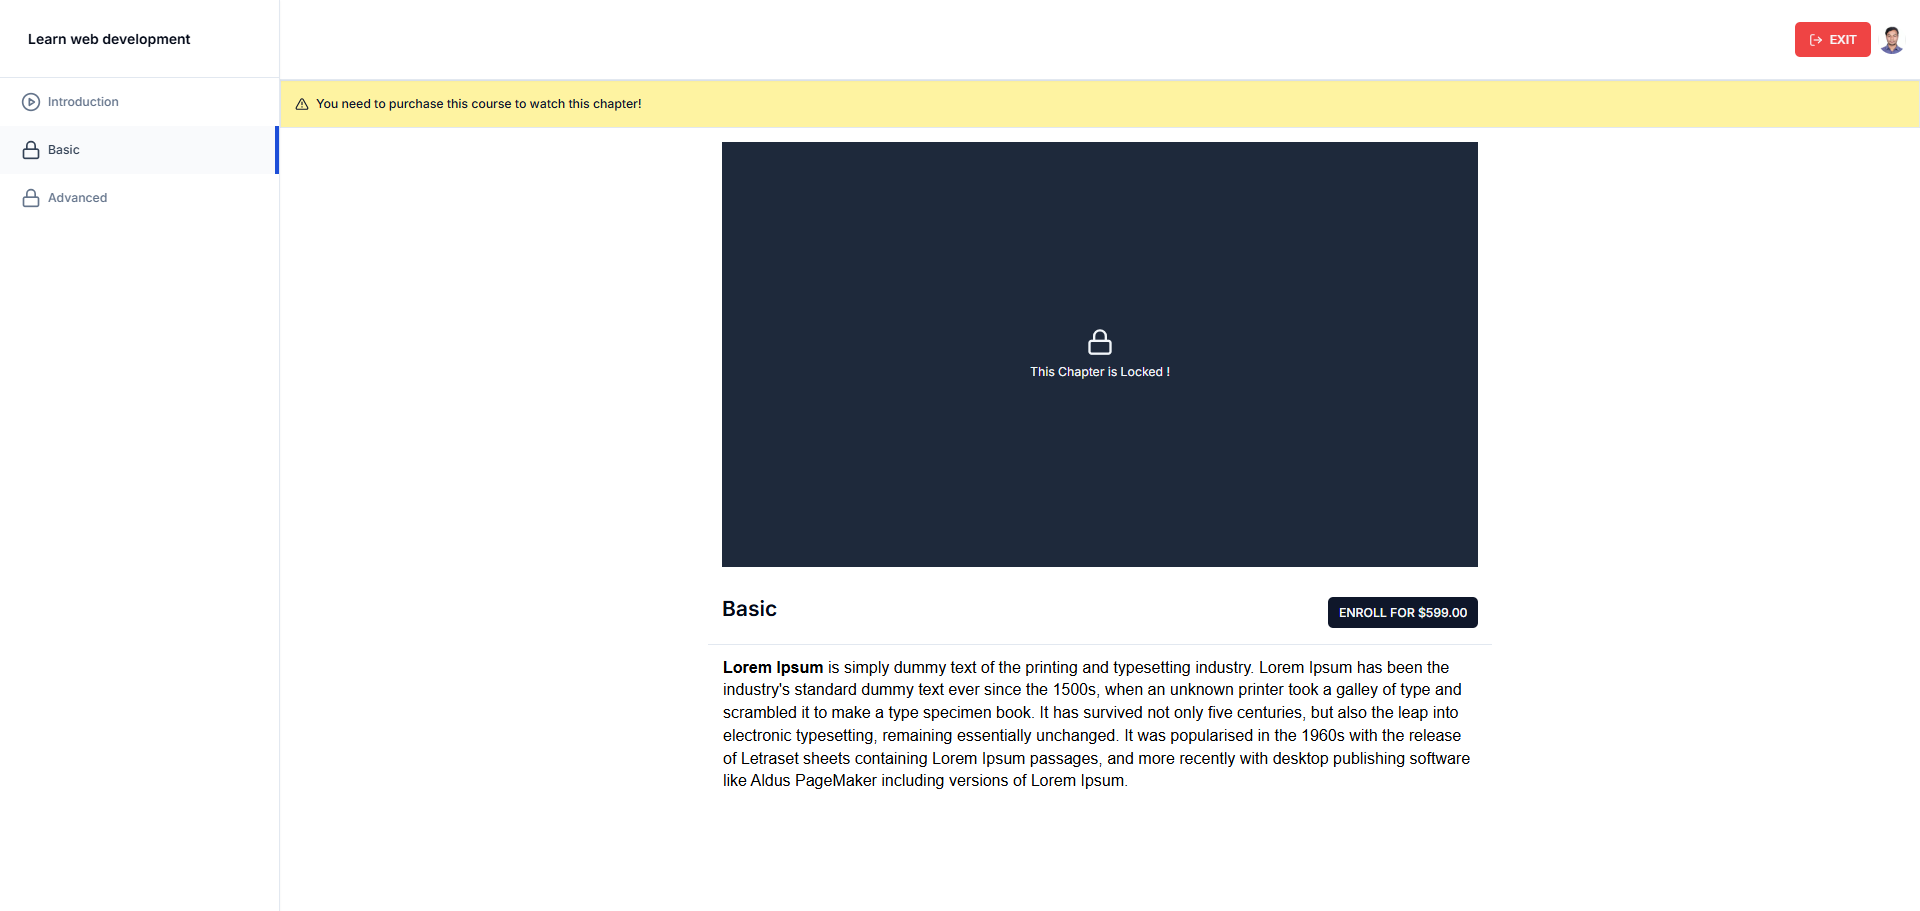 Learn web development
EXIT
Introduction
Basic
Advanced
You need to purchase this course to watch this chapter!
This Chapter is Locked !
Basic
ENROLL FOR $599.00
Lorem Ipsum is simply dummy text of the printing and typesetting industry. Lorem Ipsum has been the
industry's standard dummy text ever since the 1500s, when an unknown printer took a galley of type and
scrambled it to make a type specimen book. It has survived not only five centuries, but also the leap into
electronic typesetting, remaining essentially unchanged. It was popularised in the 1960s with the release
of Letraset sheets containing Lorem Ipsum passages, and more recently with desktop publishing software
like Aldus PageMaker including versions of Lorem Ipsum.